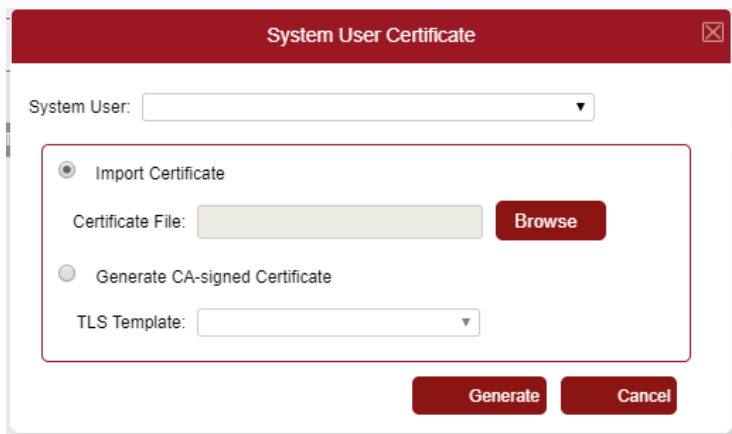 System User Certificate
System User:
Import Certificate
Certificate File:
Browse
Generate CA-signed Certificate
TLS Template:
Generate Cancel